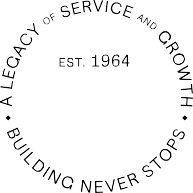 A LEGACY OF SERVICE AND GROWTH
EST. 1964
• BUILDING NEVER STOPS •